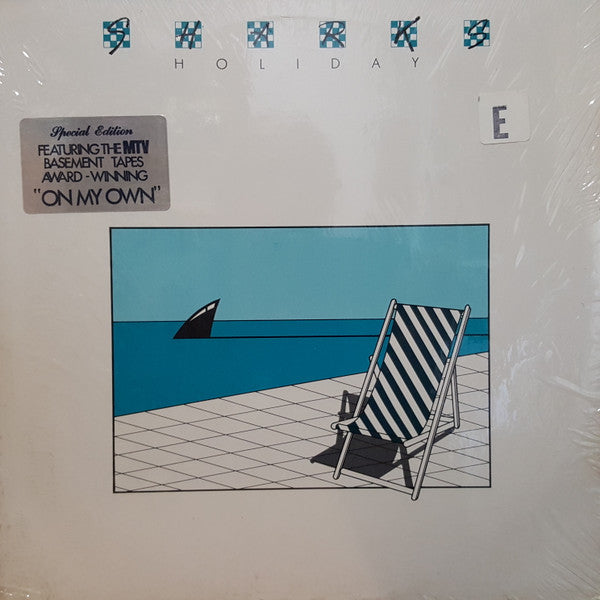 SHARKS
HOLIDAY
E
Special Edition
FEATURING THE MTV
BASEMENT TAPES
AWARD-WINNING
"ON MY OWN"